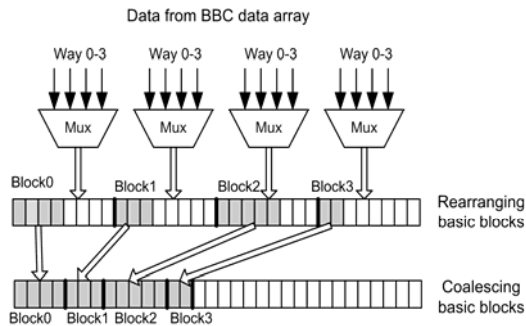 Data from BBC data array
Way 0-3 Way 0-3 Way 0-3 Way 0-3
Mux Mux Mux Mux
Block0 Block1 Block2 Block3
Rearranging
basic blocks
Coalescing
basic blocks
Block0 Block1 Block2 Block3